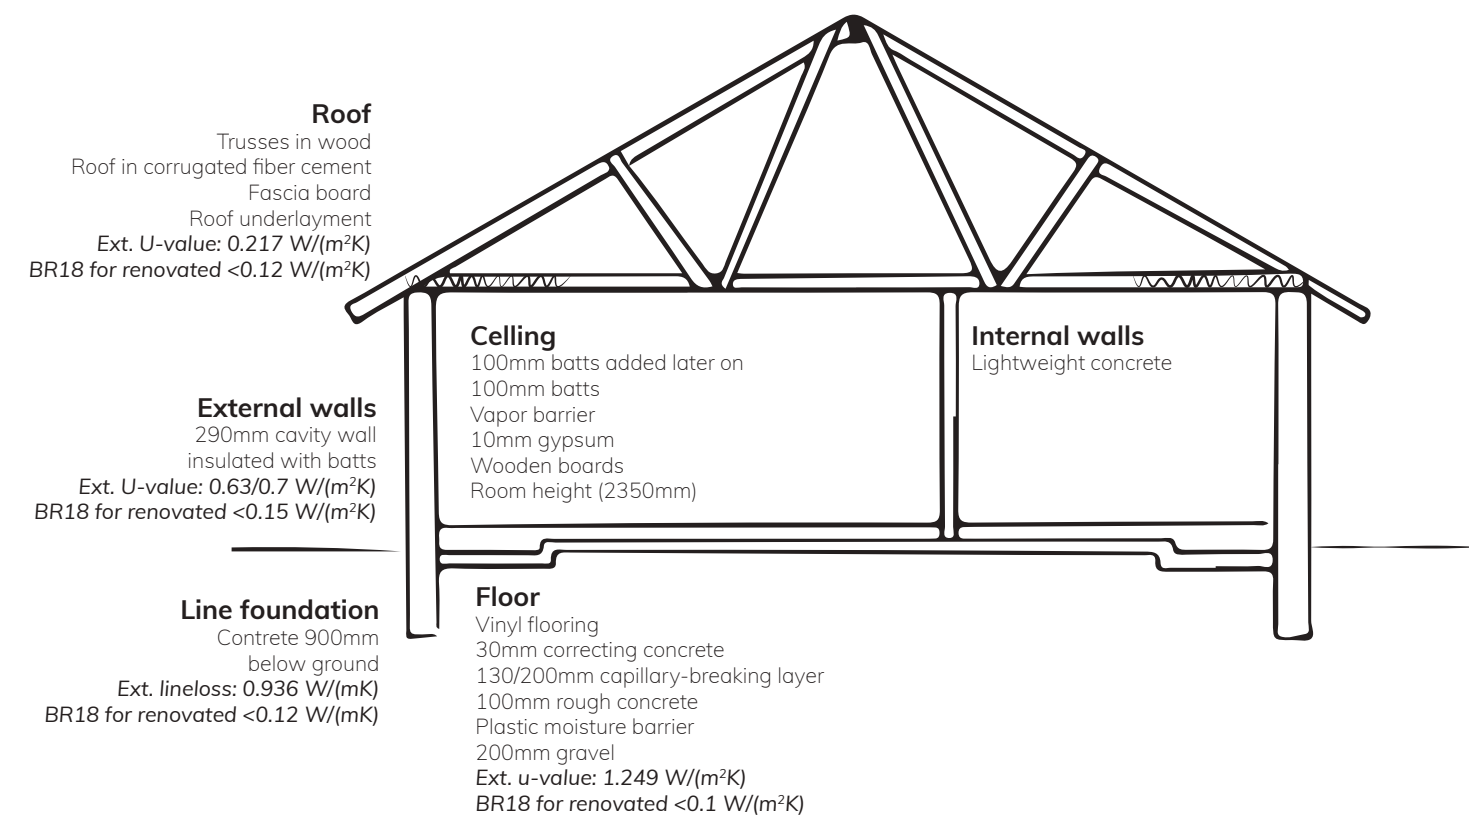 Roof
Trusses in wood
Roof in corrugated fiber cement
Fascia board
Roof underlayment
Ext. U-value: 0.217 W/(m²K)
BR18 for renovated <0.12 W/(m²K)
Celling
100mm batts added later on
100mm batts
Vapor barrier
10mm gypsum
Wooden boards
Room height (2350mm)
Internal walls
Lightweight concrete
External walls
290mm cavity wall
insulated with batts
Ext. U-value: 0.63/0.7 W/(m²K)
BR18 for renovated <0.15 W/(m²K)
Line foundation
Contrete 900mm
below ground
Ext. lineloss: 0.936 W/(mK)
BR18 for renovated <0.12 W/(mK)
Floor
Vinyl flooring
30mm correcting concrete
130/200mm capillary-breaking layer
100mm rough concrete
Plastic moisture barrier
200mm gravel
Ext. u-value: 1.249 W/(m²K)
BR18 for renovated <0.1 W/(m²K)